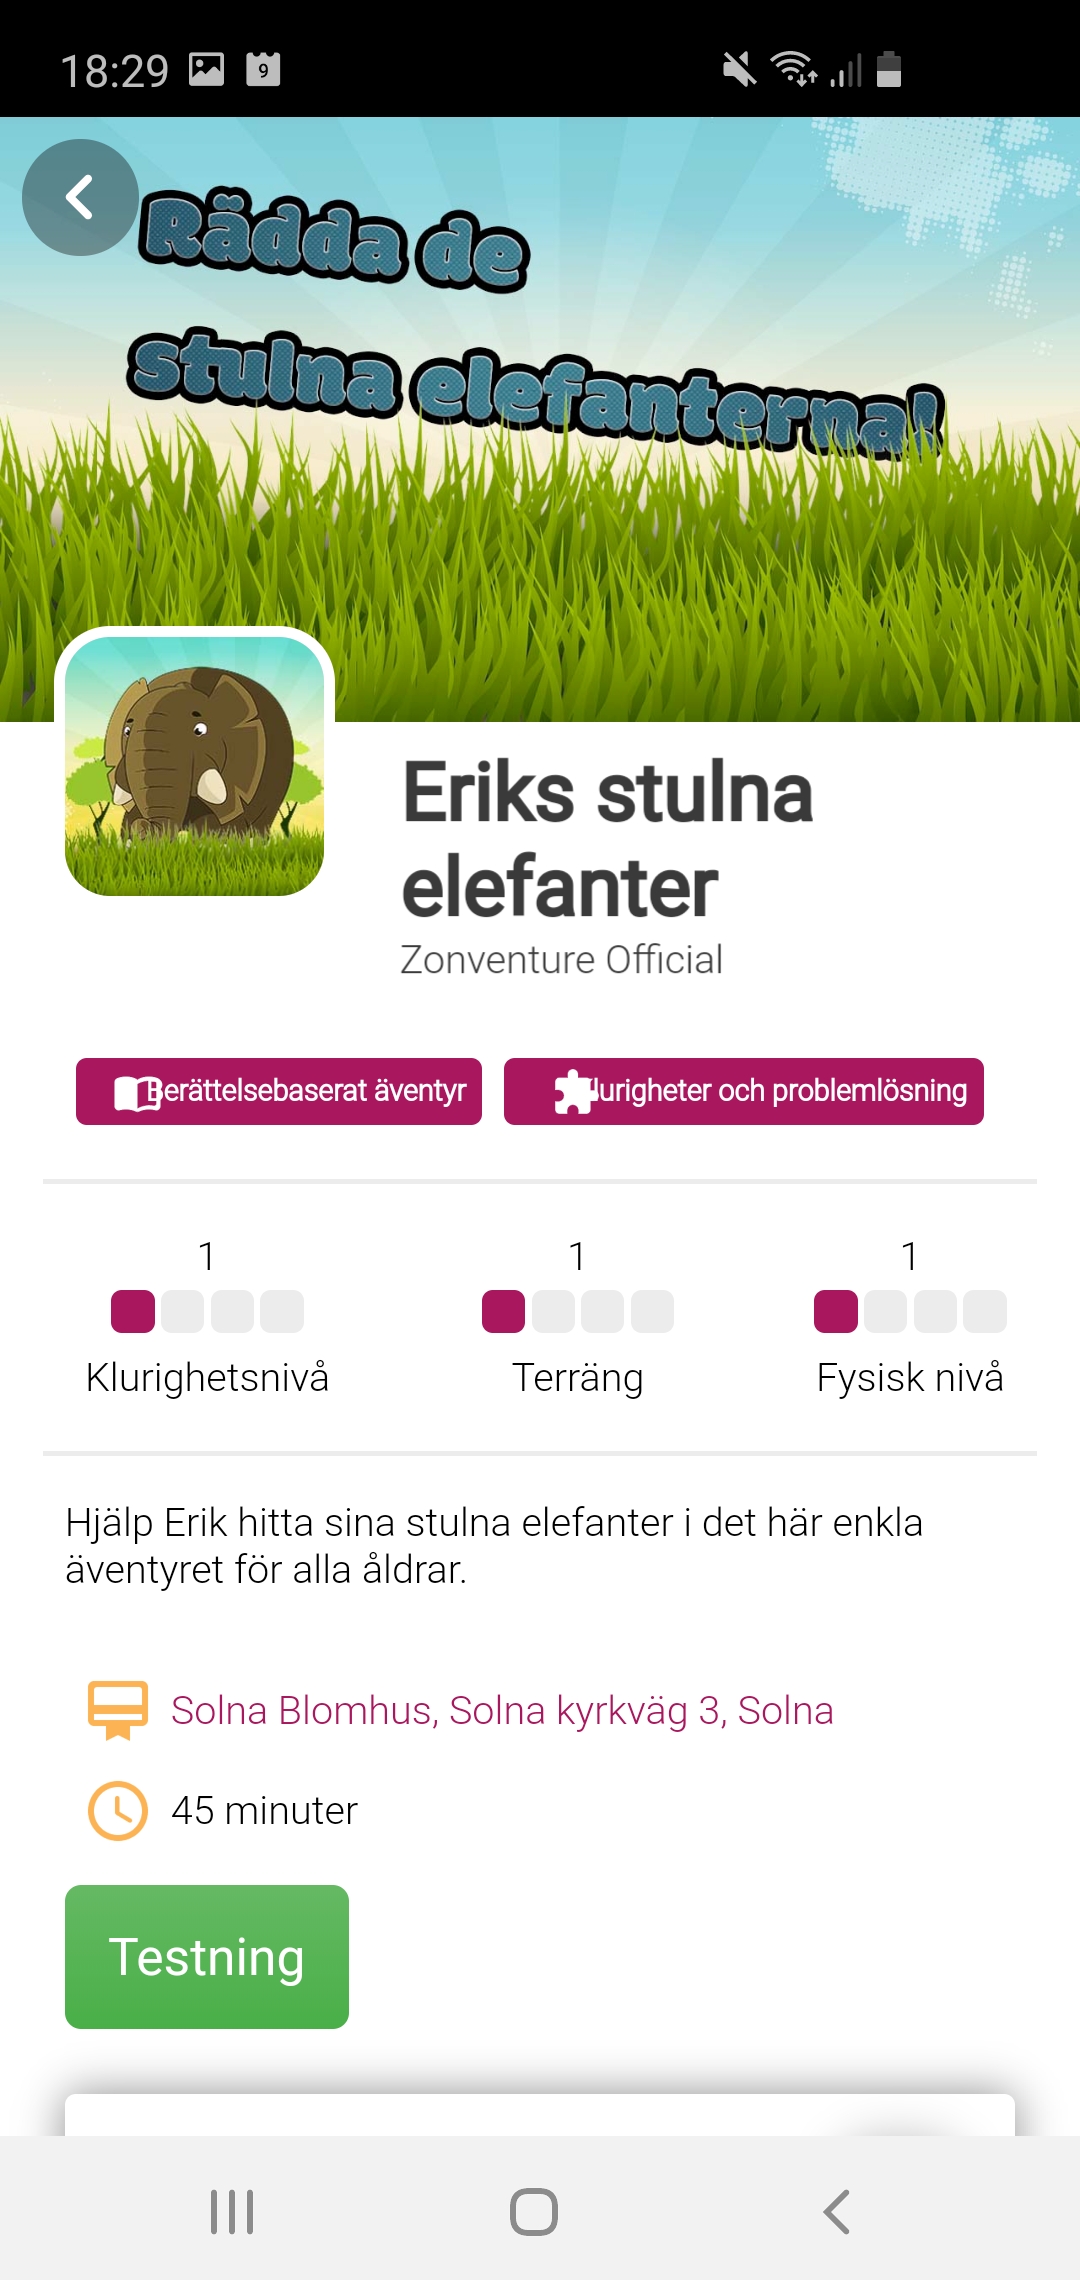 18:29
9
Rädda de
stulna elefanterna!
Eriks stulna
elefanter
Zonventure Official
Berättelsebaserat äventyr
lurigheter och problemlösning
1
1
1
Klurighetsnivå
Terräng
Fysisk nivå
Hjälp Erik hitta sina stulna elefanter i det här enkla
äventyret för alla åldrar.
Solna Blomhus, Solna kyrkväg 3, Solna
45 minuter
Testning